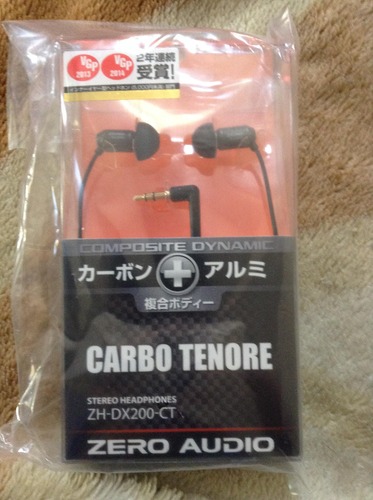 VGP
2013
VGP
2014
2年連続
受賞!
COMPOSITE DYNAMIC
カーボン + アルミ
複合ボディー
CARBO TENORE
STEREO HEADPHONES
ZH-DX200-CT
ZERO AUDIO